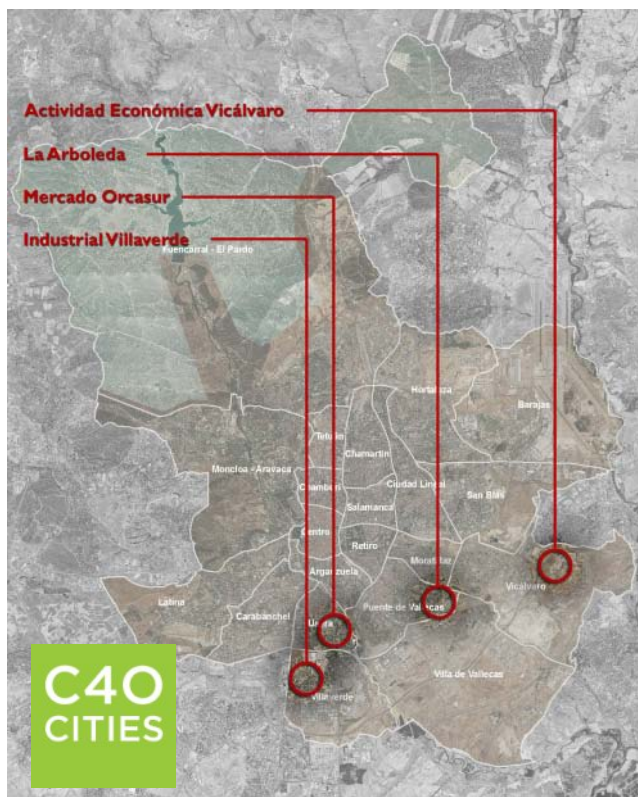 Actividad Económica Vicálvaro
La Arboleda
Mercado Orcasur
Industrial Villaverde
Fuencarral - El Pardo
Hortaleza
Barajas
Tetuán
Chamartín
Moncloa - Aravaca
Ciudad Lineal
San Blas
Chamberí
Salamanca
Centro
Retiro
Moratalaz
Arganzuela
Vicálvaro
Latina
Puente de Vallecas
Carabanchel
Usera
Villa de Vallecas
Villaverde
C40
CITIES